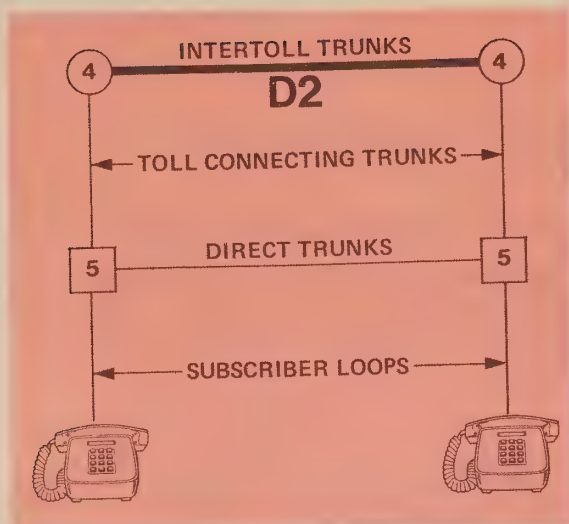 INTERTOLL TRUNKS
4 4
D2
TOLL CONNECTING TRUNKS
5 DIRECT TRUNKS 5
SUBSCRIBER LOOPS